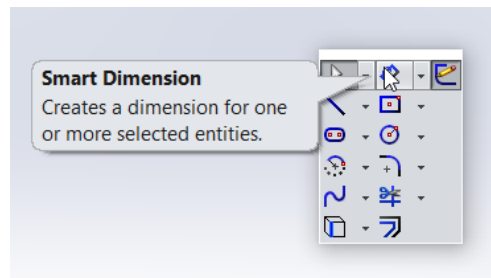 Smart Dimension
Creates a dimension for one
or more selected entities.